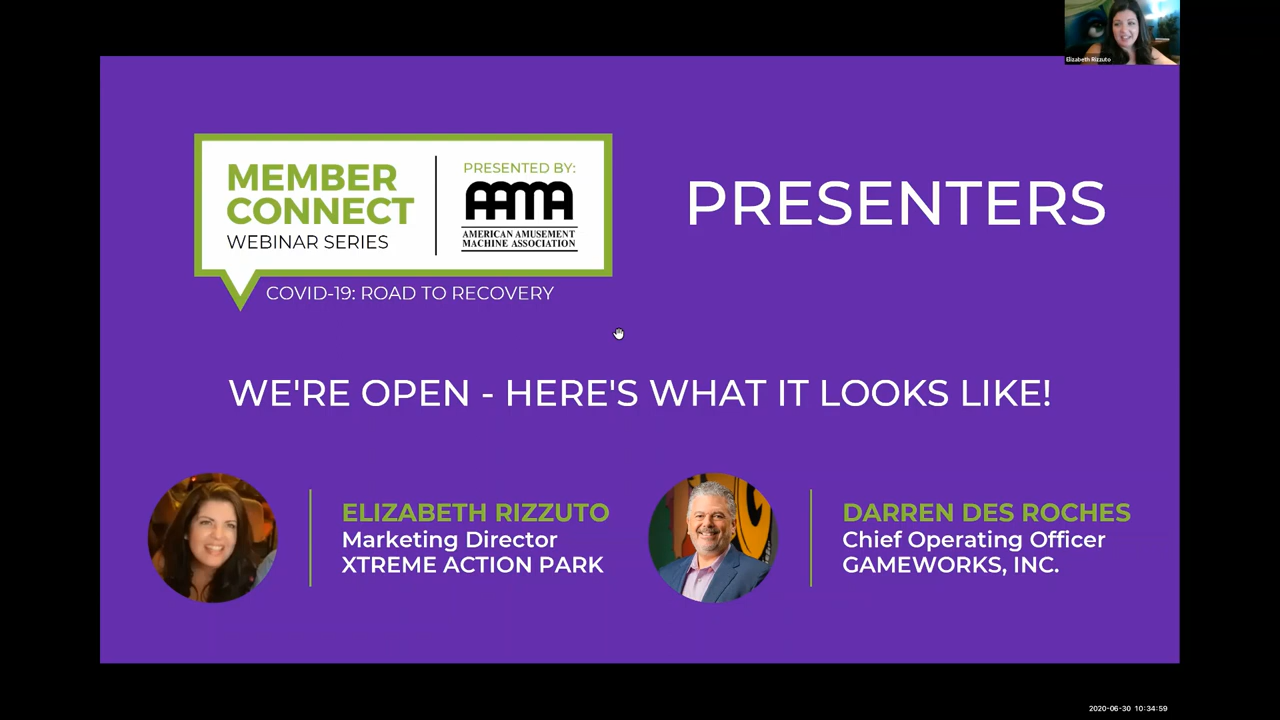 Elizabeth Rizzuto
MEMBER
CONNECT
WEBINAR SERIES
PRESENTED BY:
AAMA
AMERICAN AMUSEMENT
MACHINE ASSOCIATION
COVID-19: ROAD TO RECOVERY
PRESENTERS
WE'RE OPEN - HERE'S WHAT IT LOOKS LIKE!
ELIZABETH RIZZUTO
Marketing Director
XTREME ACTION PARK
DARREN DES ROCHES
Chief Operating Officer
GAMEWORKS, INC.
2020-06-30 10:34:59